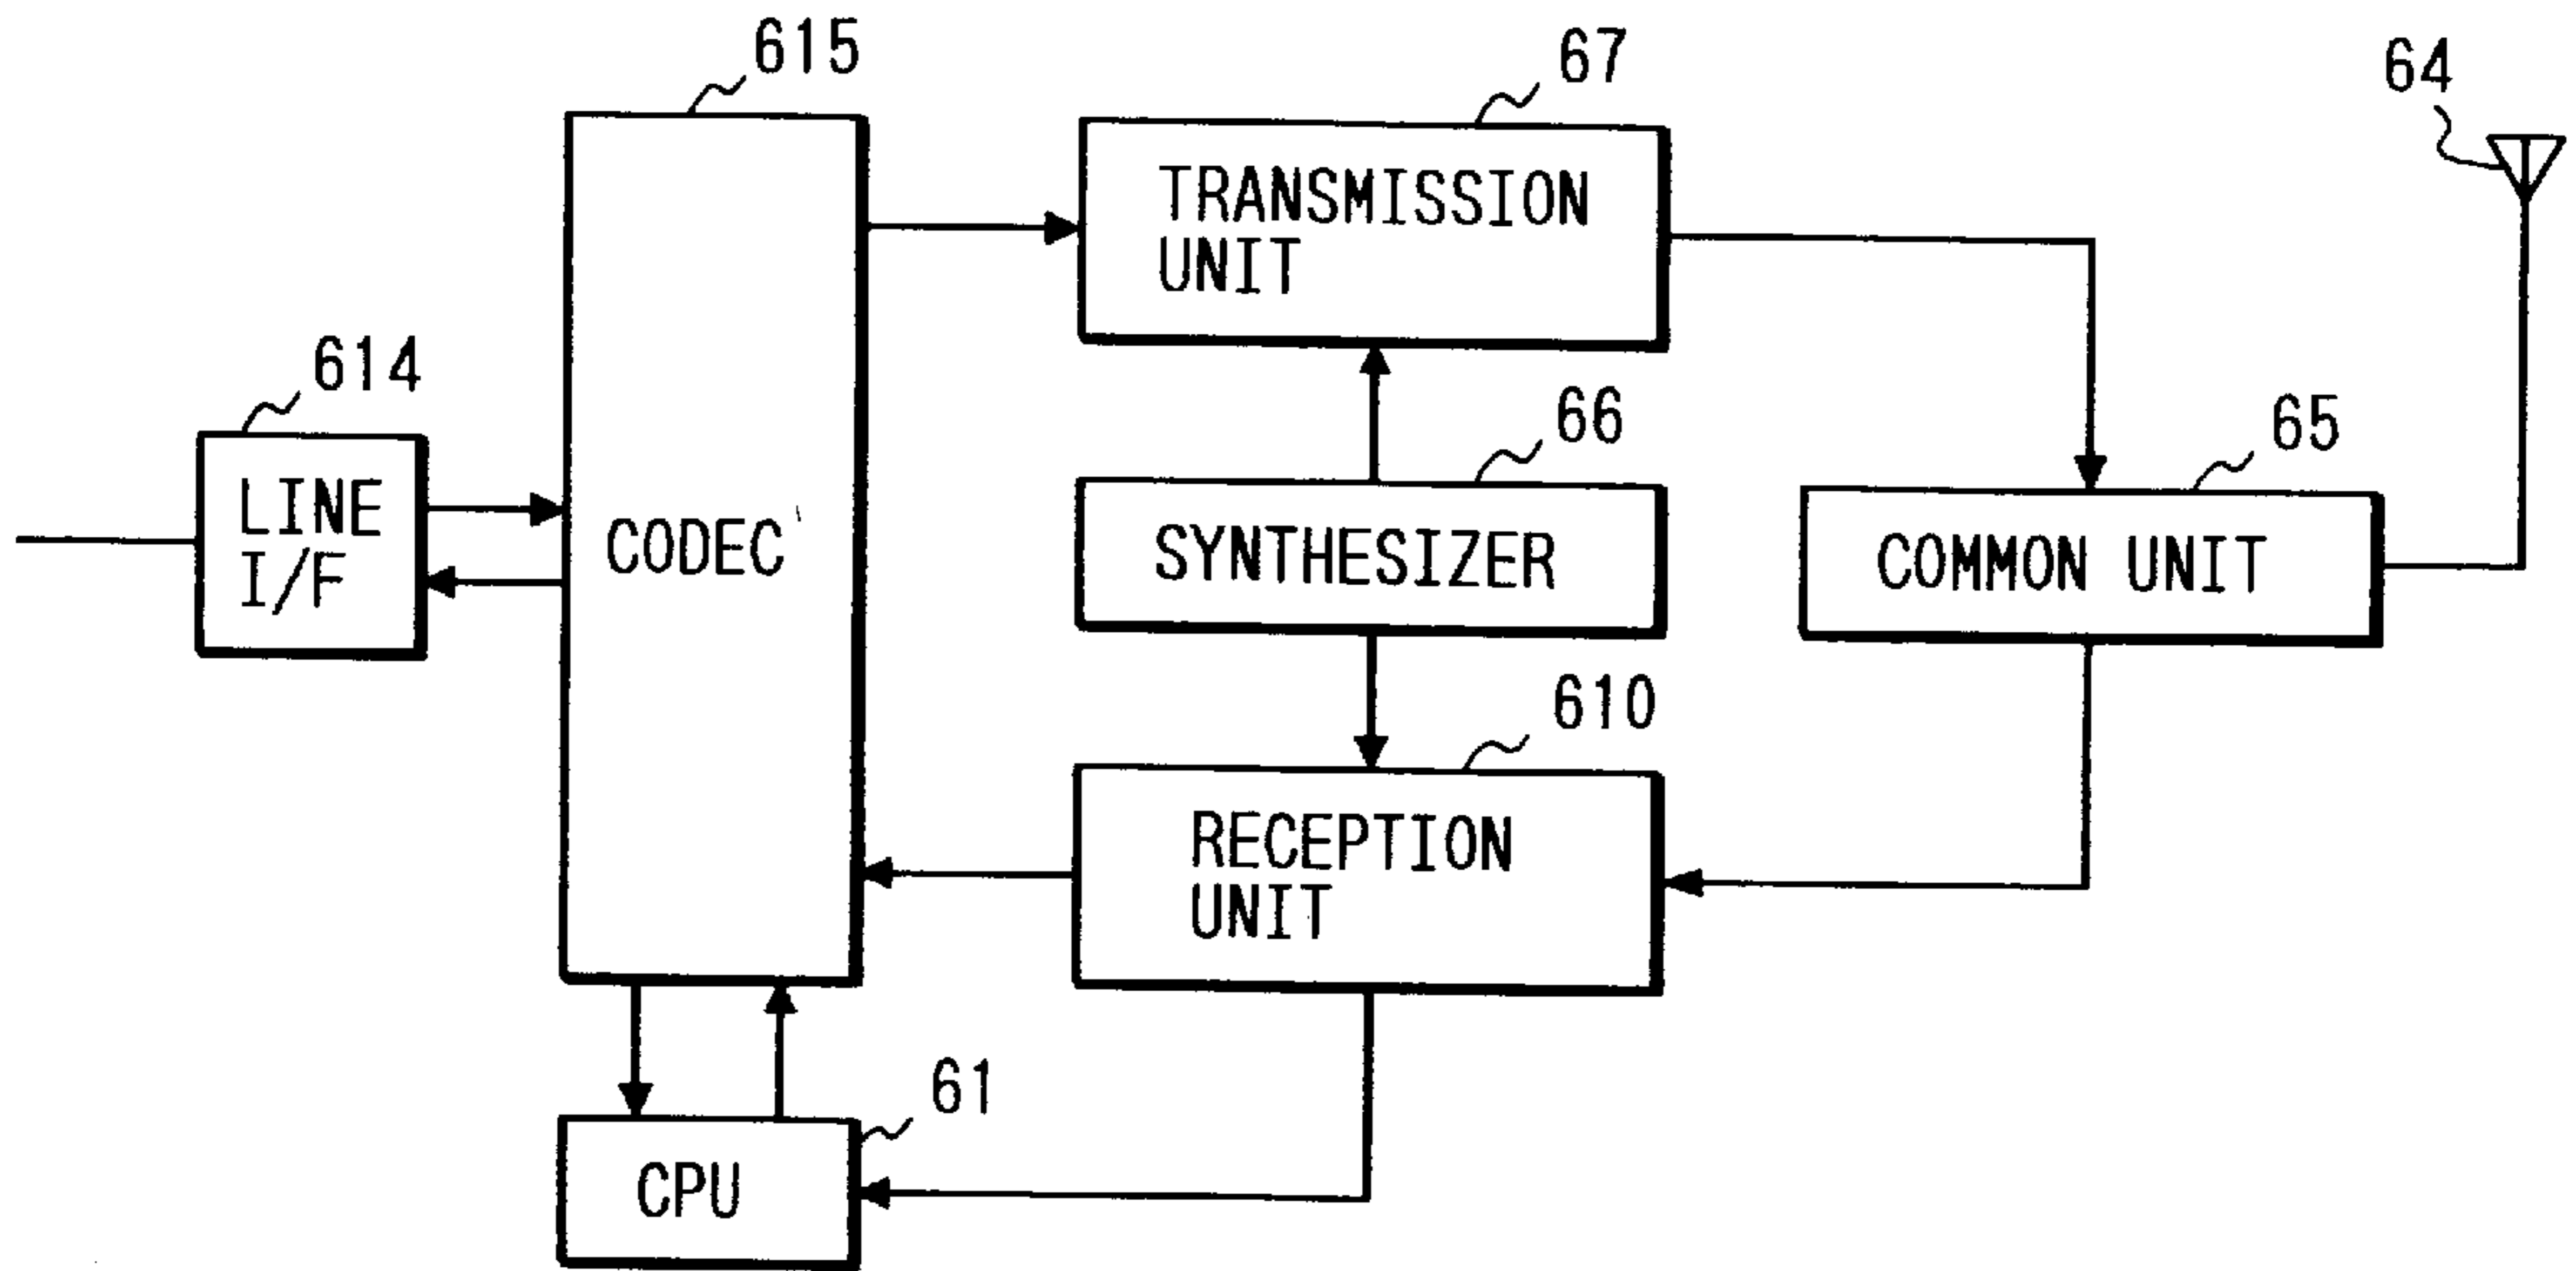 615
67
64
TRANSMISSION
UNIT
614
66
65
LINE
I/F
CODEC
SYNTHESIZER
COMMON UNIT
610
RECEPTION
UNIT
61
CPU